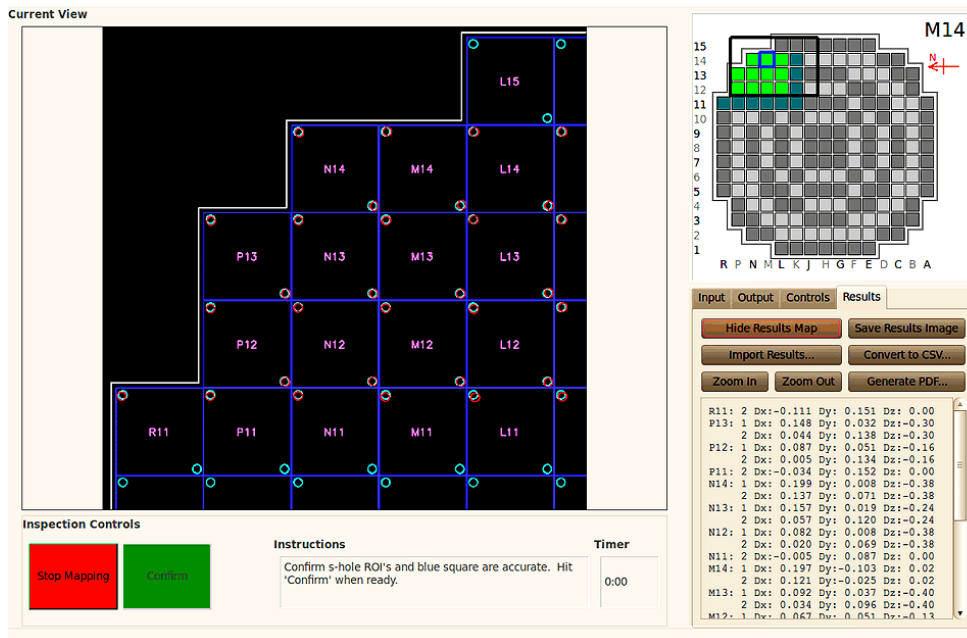 Current View
M14
L15
N14 M14 L14
P13 N13 M13 L13
P12 N12 M12 L12
R11 P11 N11 M11 L11
N
15
14
13
12
11
10
9
8
7
6
5
4
3
2
1
R P N M L K J H G F E D C B A
Input Output Controls Results
Hide Results Map Save Results Image
Import Results... Convert to CSV...
Zoom In Zoom Out Generate PDF...
R11: 2 Dx:-0.111 Dy: 0.151 Dz: 0.00
P13: 1 Dx: 0.148 Dy: 0.032 Dz:-0.30
2 Dx: 0.044 Dy: 0.138 Dz:-0.30
P12: 1 Dx: 0.087 Dy: 0.051 Dz:-0.16
2 Dx: 0.005 Dy: 0.134 Dz:-0.16
P11: 2 Dx:-0.034 Dy: 0.152 Dz: 0.00
N14: 1 Dx: 0.199 Dy: 0.008 Dz:-0.38
2 Dx: 0.137 Dy: 0.071 Dz:-0.38
N13: 1 Dx: 0.157 Dy: 0.019 Dz:-0.24
2 Dx: 0.057 Dy: 0.120 Dz:-0.24
N12: 1 Dx: 0.082 Dy: 0.008 Dz:-0.38
2 Dx: 0.020 Dy: 0.069 Dz:-0.38
N11: 2 Dx:-0.005 Dy: 0.087 Dz: 0.00
M14: 1 Dx: 0.197 Dy:-0.103 Dz: 0.02
2 Dx: 0.121 Dy:-0.025 Dz: 0.02
M13: 1 Dx: 0.092 Dy: 0.037 Dz:-0.40
2 Dx: 0.034 Dy: 0.096 Dz:-0.40
M12: 1 Dx: 0.067 Dy: 0.051 Dz:-0.13
Inspection Controls
Stop Mapping Confirm
Instructions
Confirm s-hole ROI's and blue square are accurate. Hit
'Confirm' when ready.
Timer
0:00